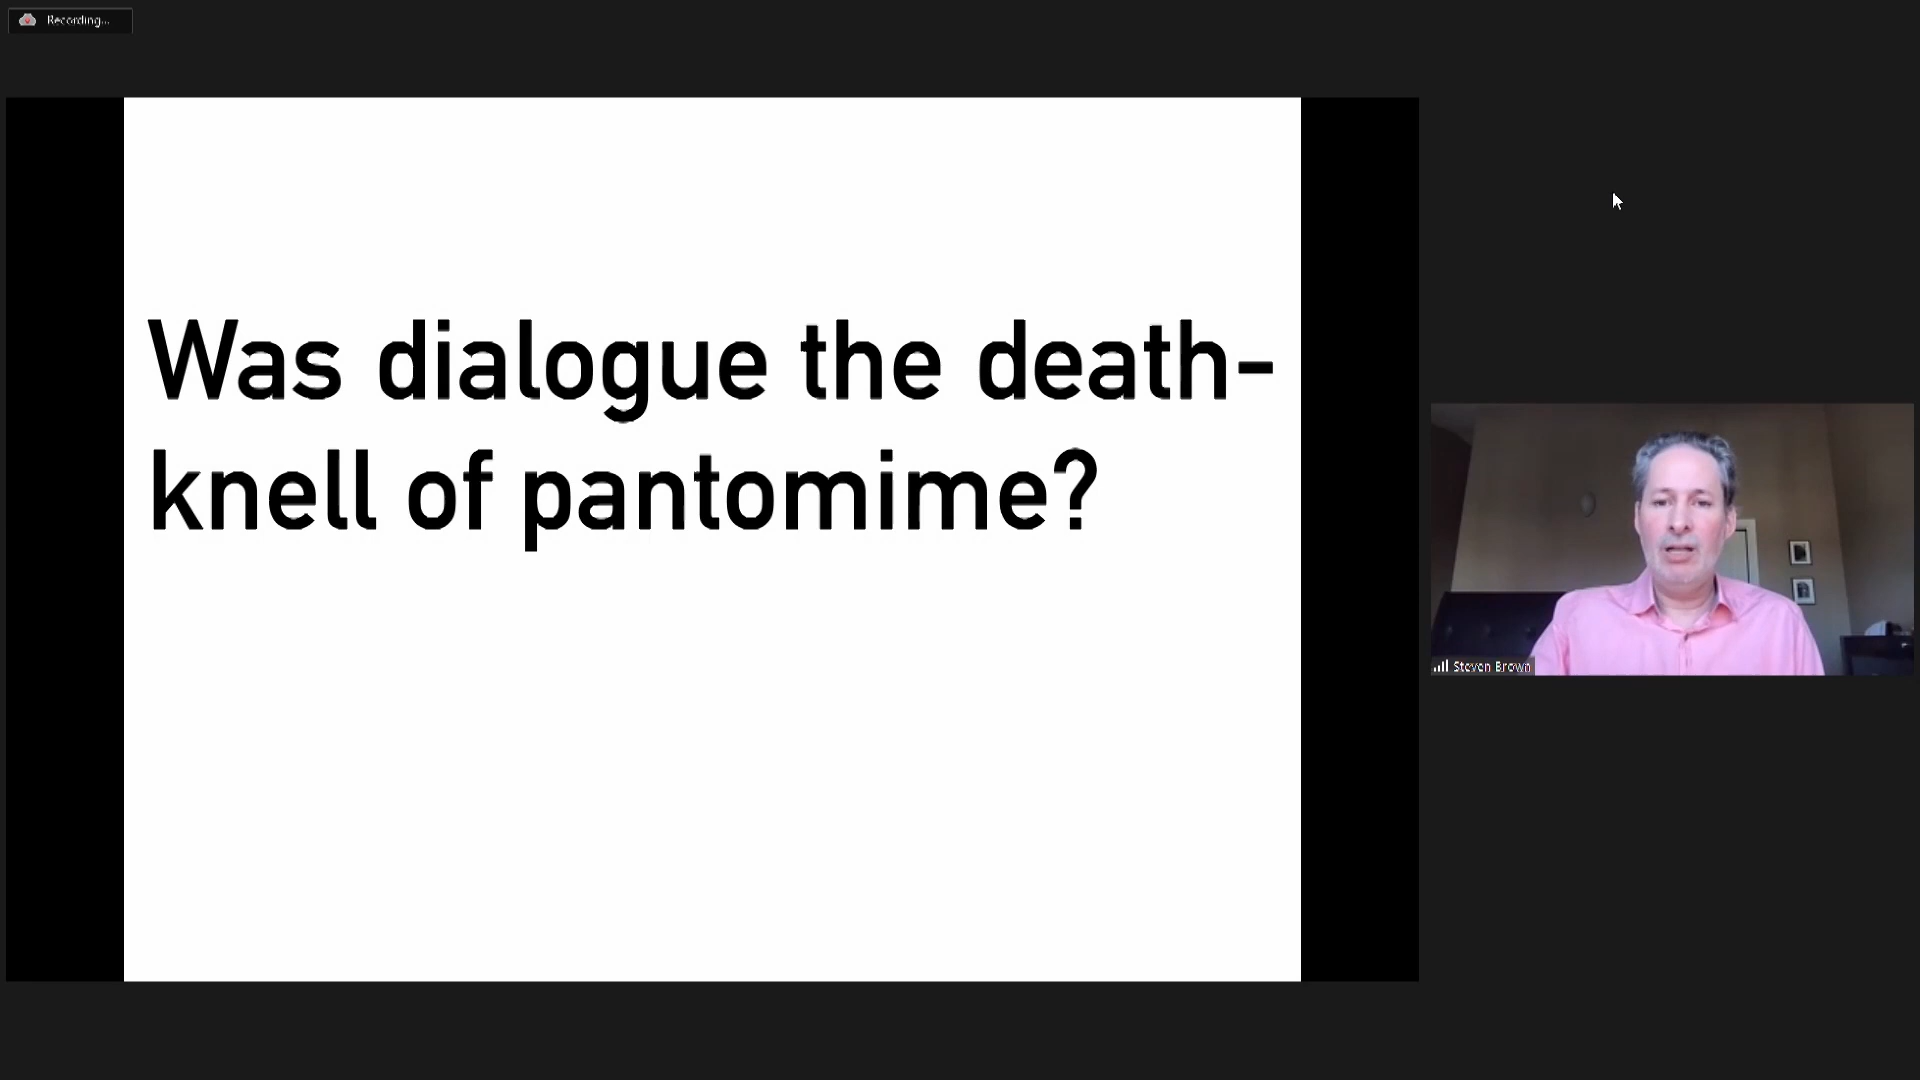 Recording...
Was dialogue the death-
knell of pantomime?
Steven Brown